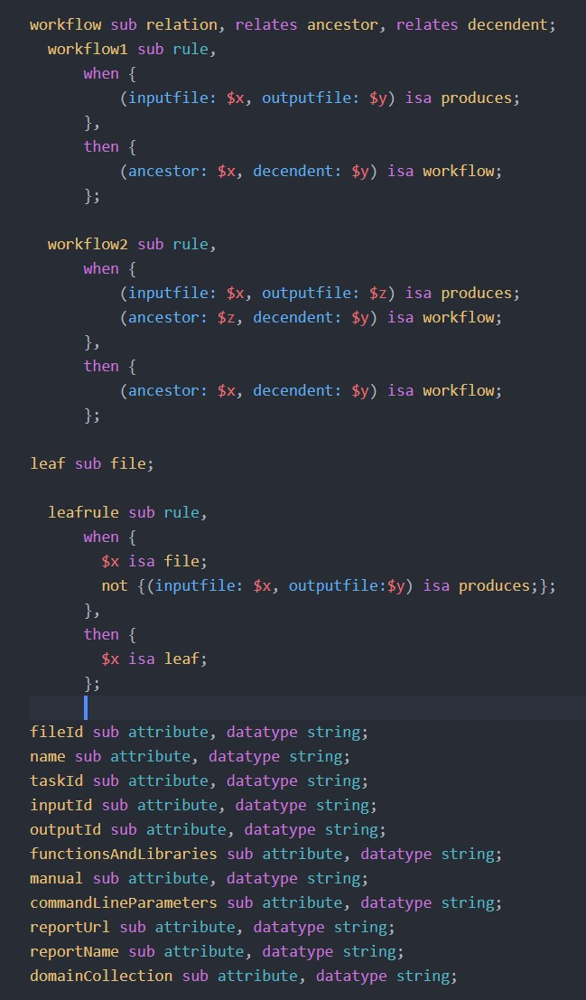 workflow sub relation, relates ancestor, relates decendent;
workflow1 sub rule,
when {
(inputfile: $x, outputfile: $y) isa produces;
},
then {
(ancestor: $x, decendent: $y) isa workflow;
};
workflow2 sub rule,
when {
(inputfile: $x, outputfile: $z) isa produces;
(ancestor: $z, decendent: $y) isa workflow;
},
then {
(ancestor: $x, decendent: $y) isa workflow;
};
leaf sub file;
leafrule sub rule,
when {
$x isa file;
not {(inputfile: $x, outputfile:$y) isa produces;};
},
then {
$x isa leaf;
};
fileId sub attribute, datatype string;
name sub attribute, datatype string;
taskId sub attribute, datatype string;
inputId sub attribute, datatype string;
outputId sub attribute, datatype string;
functionsAndLibraries sub attribute, datatype string;
manual sub attribute, datatype string;
commandLineParameters sub attribute, datatype string;
reportUrl sub attribute, datatype string;
reportName sub attribute, datatype string;
domainCollection sub attribute, datatype string;